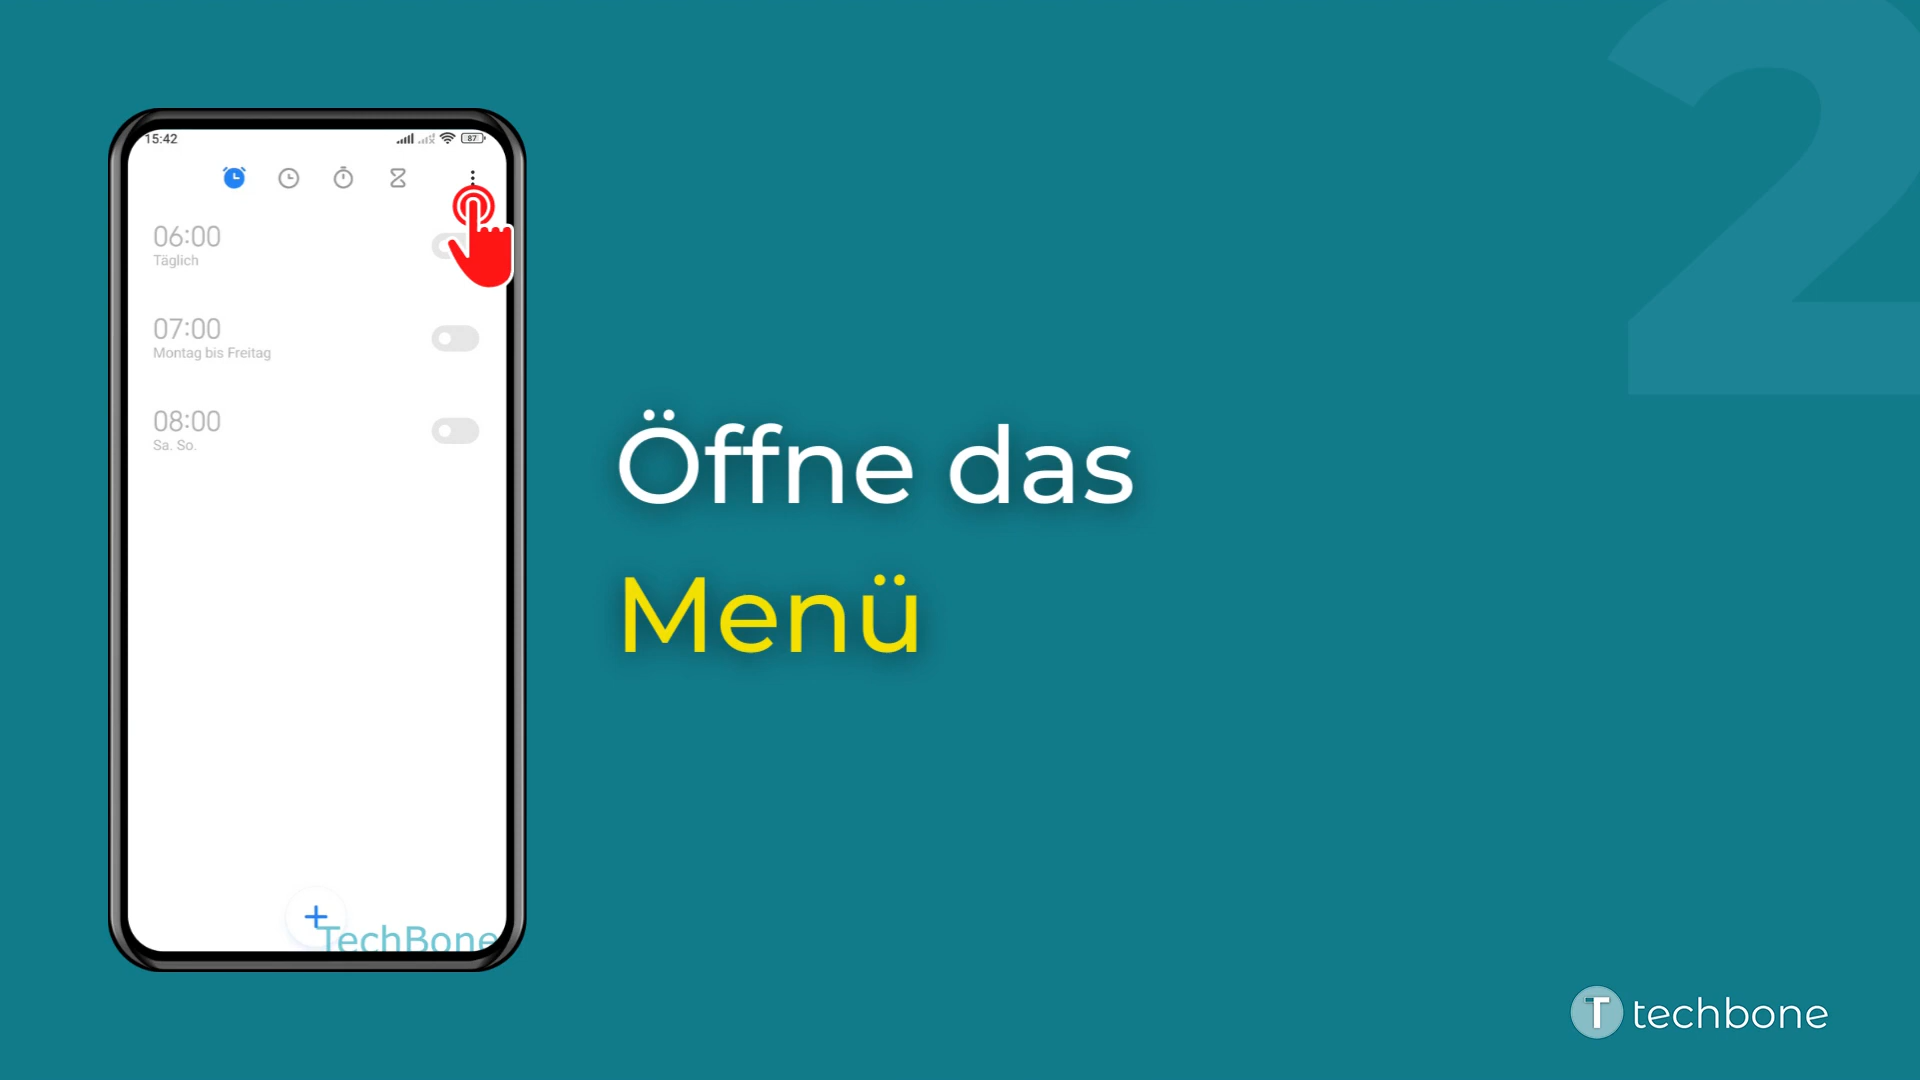 2
15:42
87
06:00
Täglich
07:00
Montag bis Freitag
08:00
Sa. So.
Öffne das
Menü
TechBone
T techbone